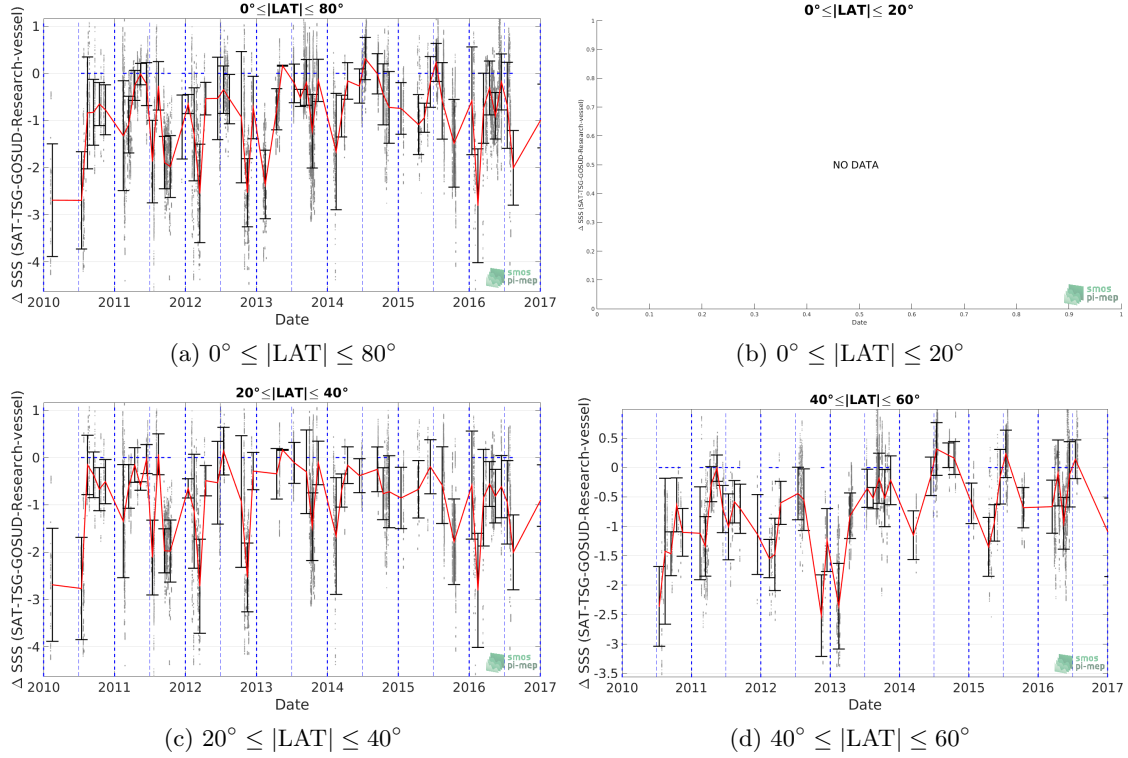 0°≤|LAT|≤ 80°
Δ SSS (SAT-TSG-GOSUD-Research-vessel)
1
0
-1
-2
-3
-4
2010 2011 2012 2013 2014 2015 2016 2017
Date
smos
pi-mep
(a) 0° ≤ |LAT| ≤ 80°
0°≤|LAT|≤ 20°
Δ SSS (SAT-TSG-GOSUD-Research-vessel)
1
0.9
0.8
0.7
0.6
0.5
0.4
0.3
0.2
0.1
0
NO DATA
0 0.1 0.2 0.3 0.4 0.5 0.6 0.7 0.8 0.9 1
Date
smos
pi-mep
(b) 0° ≤ |LAT| ≤ 20°
20°≤|LAT|≤ 40°
Δ SSS (SAT-TSG-GOSUD-Research-vessel)
1
0
-1
-2
-3
-4
2010 2011 2012 2013 2014 2015 2016 2017
Date
smos
pi-mep
(c) 20° ≤ |LAT| ≤ 40°
40°≤|LAT|≤ 60°
Δ SSS (SAT-TSG-GOSUD-Research-vessel)
0.5
0
-0.5
-1
-1.5
-2
-2.5
-3
-3.5
2010 2011 2012 2013 2014 2015 2016 2017
Date
smos
pi-mep
(d) 40° ≤ |LAT| ≤ 60°